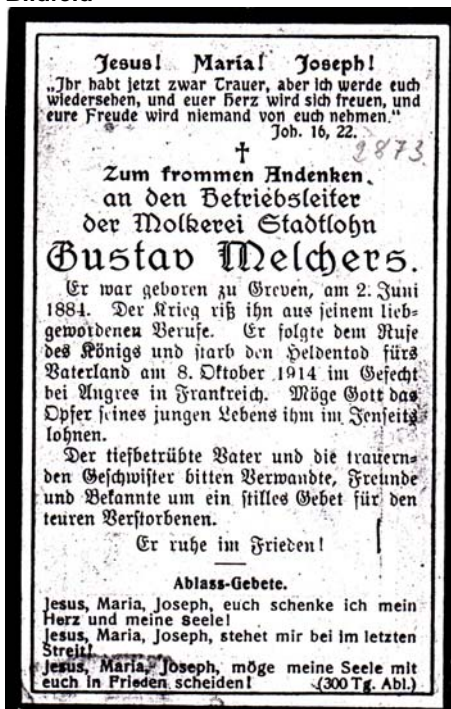 Jesus! Maria! Joseph!
„Ihr habt jetzt zwar Trauer, aber ich werde euch
wiedersehen, und euer Herz wird sich freuen, und
eure Freude wird niemand von euch nehmen.“
Joh. 16, 22.
2873
†
Zum frommen Andenken
an den Betriebsleiter
der Molkerei Stadtlohn
Gustav Melchers.
Er war geboren zu Greven, am 2. Juni
1884. Der Krieg riß ihn aus seinem lieb-
gewordenen Berufe. Er folgte dem Rufe
des Königs und starb den Heldentod fürs
Vaterland am 8. Oktober 1914 im Gefecht
bei Angres in Frankreich. Möge Gott das
Opfer seines jungen Lebens ihm im Jenseits
lohnen.
Der tiefbetrübte Vater und die trauern-
den Geschwister bitten Verwandte, Freunde
und Bekannte um ein stilles Gebet für den
teuren Verstorbenen.
Er ruhe im Frieden!
Ablass-Gebete.
Jesus, Maria, Joseph, euch schenke ich mein
Herz und meine Seele!
Jesus, Maria, Joseph, stehet mir bei im letzten
Streit!
Jesus, Maria, Joseph, möge meine Seele mit
euch in Frieden scheiden! (300 Tg. Abl.)